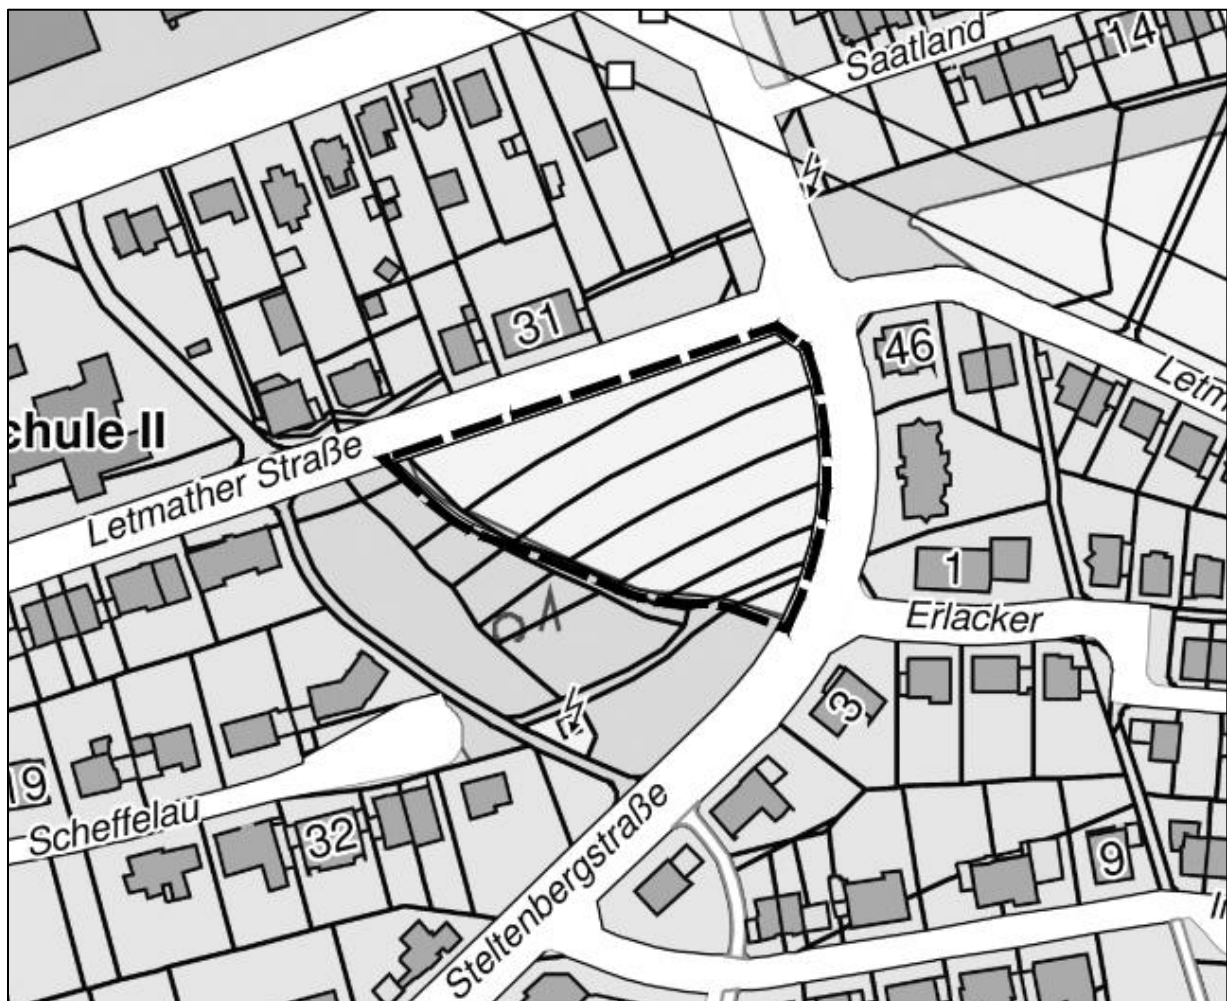 Saatland
14
31
46
Letm
chule II
Letmather Straße
1
Erlacker
3
19
Scheffelau
32
Steltenbergstraße
9